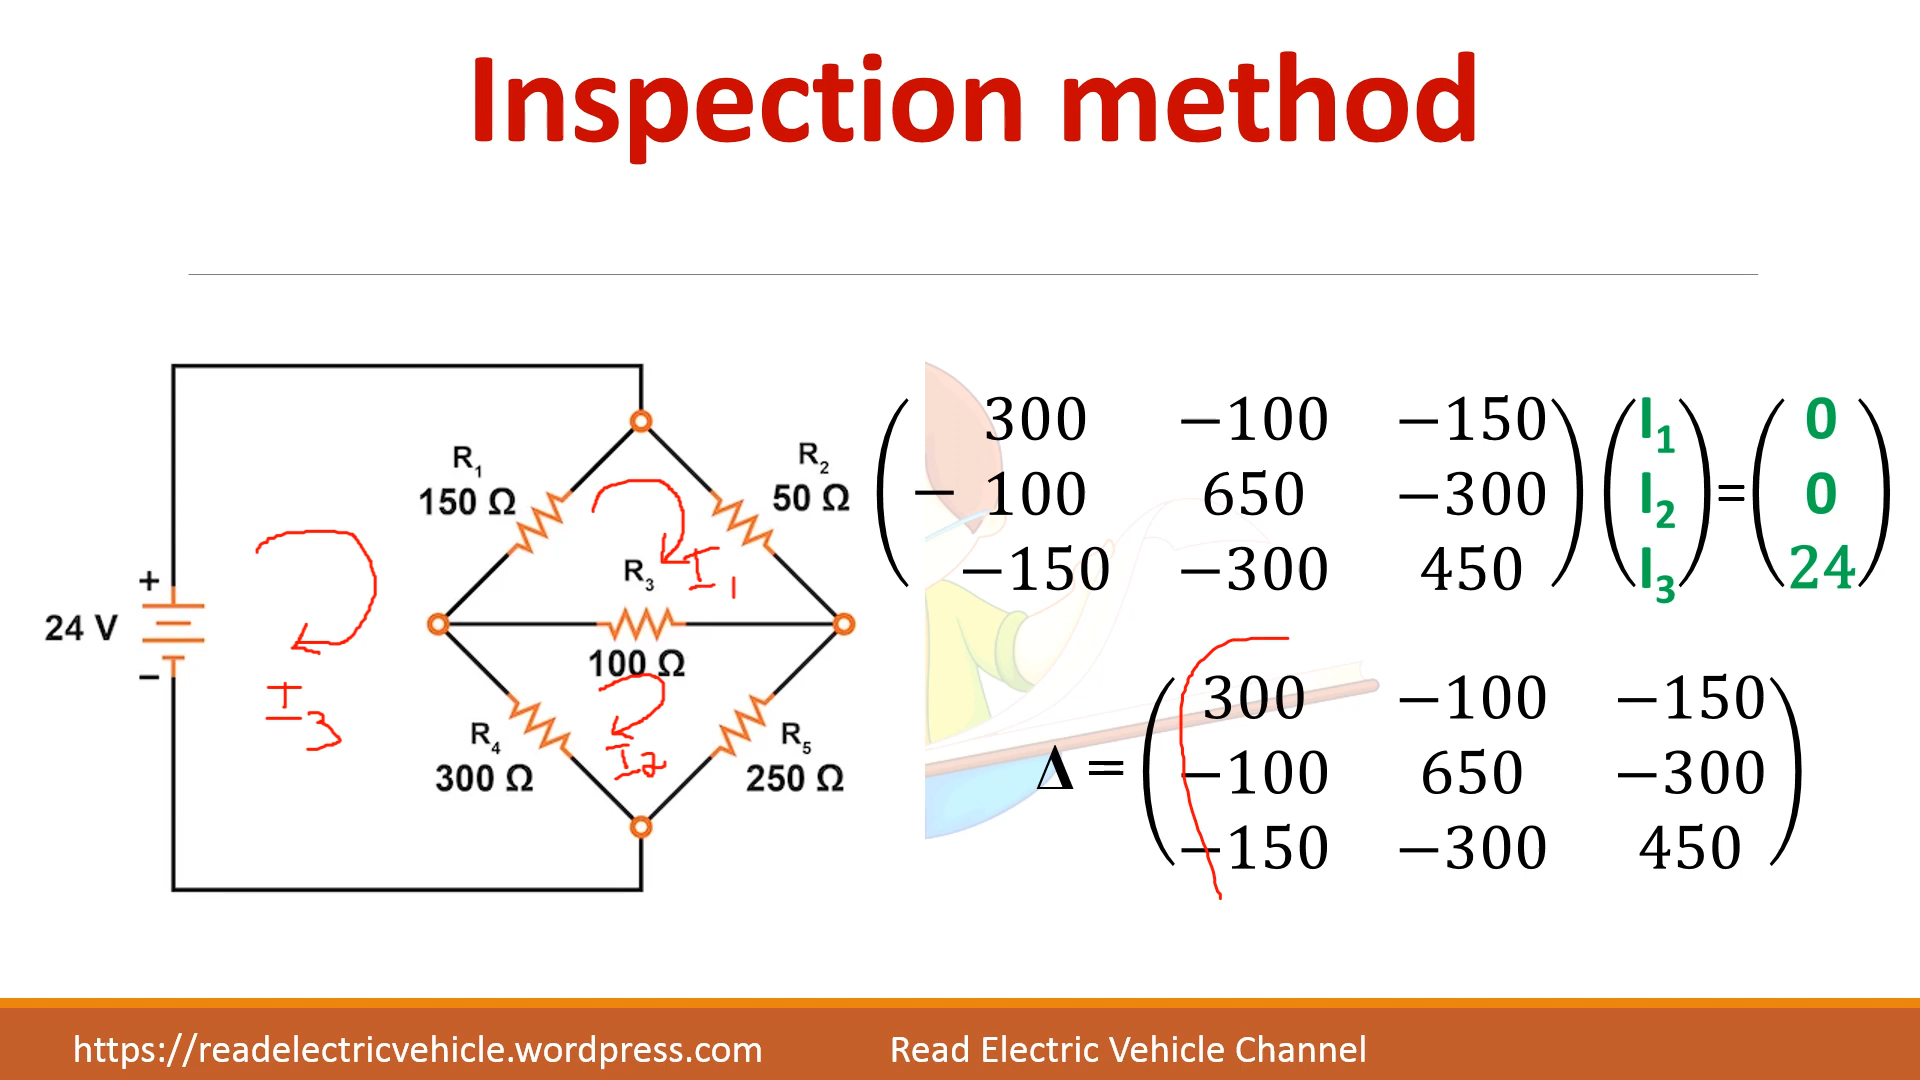 Inspection method
R1
150 Ω
R2
50 Ω
R3
100 Ω
I1
+
24 V
−
I3
R4
300 Ω
I2
R5
250 Ω
300 −100 −150 I1 0
−100 650 −300 I2 = 0
−150 −300 450 I3 24
300 −100 −150
Δ = −100 650 −300
−150 −300 450
https://readelectricvehicle.wordpress.com
Read Electric Vehicle Channel